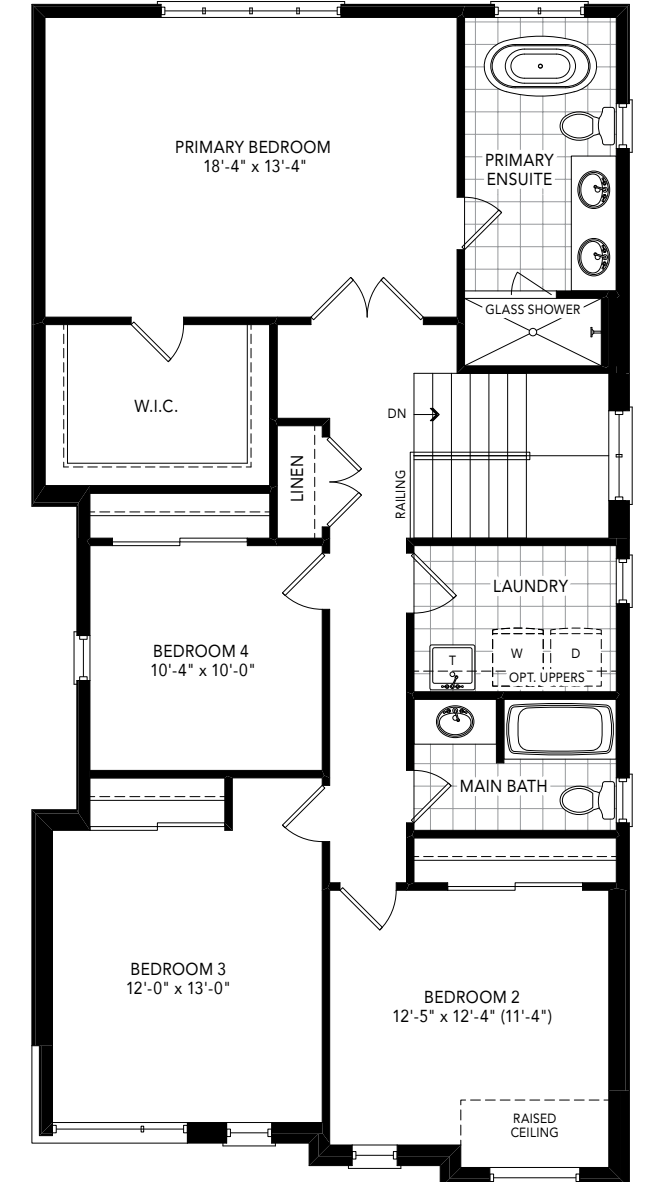 PRIMARY BEDROOM
18'-4" x 13'-4"
PRIMARY
ENSUITE
GLASS SHOWER
W.I.C.
DN
LINEN
RAILING
LAUNDRY
BEDROOM 4
10'-4" x 10'-0"
T
W
D
OPT. UPPERS
MAIN BATH
BEDROOM 3
12'-0" x 13'-0"
BEDROOM 2
12'-5" x 12'-4" (11'-4")
RAISED
CEILING